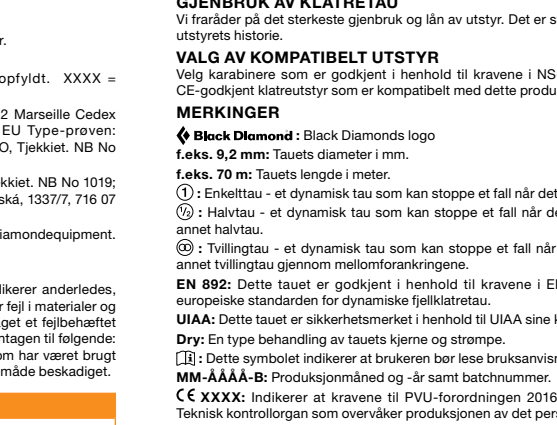 r.
opfyldt. XXXX =
2 Marseille Cedex
EU Type-prøven:
O, Tjekkiet. NB No
kkiet. NB No 1019;
ská, 1337/7, 716 07
iamondequipment.
dikerer anderledes,
r fejl i materialer og
get et fejlbehæftet
ntagen til følgende:
om har været brugt
måde beskadiget.
GJENBRUK AV KLATRETAU
Vi fraråder på det sterkeste gjenbruk og lån av utstyr. Det er s
utstyrets historie.
VALG AV KOMPATIBELT UTSTYR
Velg karabinere som er godkjent i henhold til kravene i NS
CE-godkjent klatreutstyr som er kompatibelt med dette produ
MERKINGER
Black Diamond : Black Diamonds logo
f.eks. 9,2 mm: Tauets diameter i mm.
f.eks. 70 m: Tauets lengde i meter.
① : Enkelttau - et dynamisk tau som kan stoppe et fall når det
½ : Halvtau - et dynamisk tau som kan stoppe et fall når de
annet halvtau.
: Tvillingtau - et dynamisk tau som kan stoppe et fall når
annet tvillingtau gjennom mellomforankringene.
EN 892: Dette tauet er godkjent i henhold til kravene i E
europeiske standarden for dynamiske fjellklatretau.
UIAA: Dette tauet er sikkerhetsmerket i henhold til UIAA sine k
Dry: En type behandling av tauets kjerne og strømpe.
: Dette symbolet indikerer at brukeren bør lese bruksanvisn
MM-ÅÅÅÅ-B: Produksjonmåned og -år samt batchnummer.
CE XXXX: Indikerer at kravene til PVU-forordningen 2016
Teknisk kontrollorgan som overvåker produksjonen av det pers